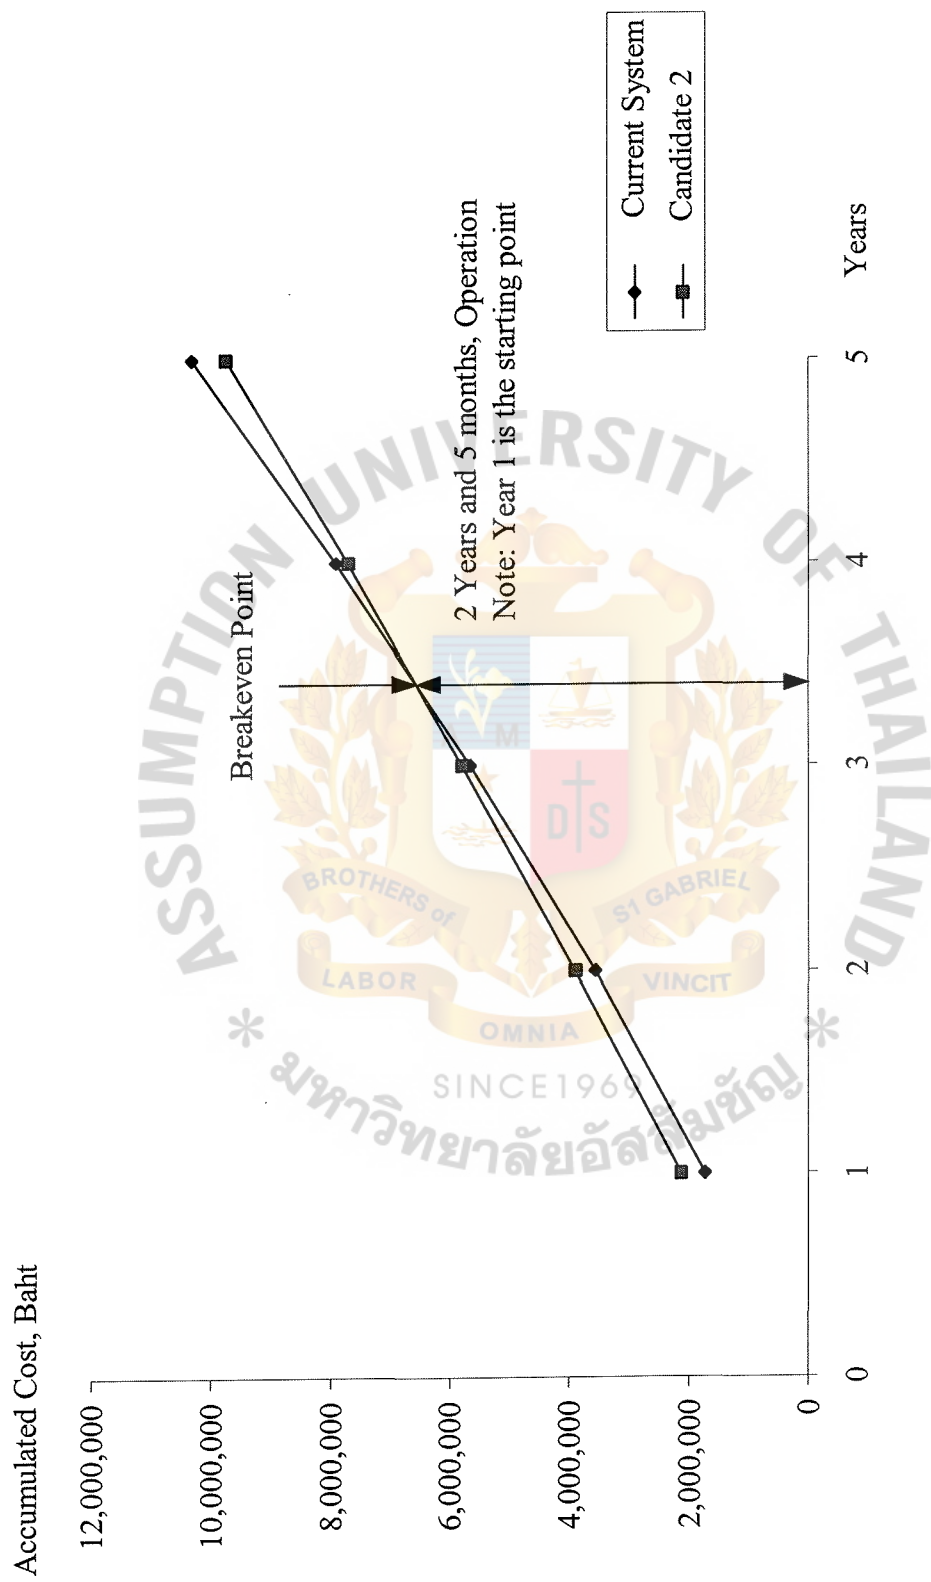 Accumulated Cost, Baht
12,000,000
10,000,000
8,000,000
6,000,000
4,000,000
2,000,000
0
0
1
2
3
4
5
Years
Breakeven Point
2 Years and 5 months, Operation
Note: Year 1 is the starting point
Current System
Candidate 2
ASSUMPTION UNIVERSITY OF THAILAND
BROTHERS of
S1 GABRIEL
LABOR
OMNIA
VINCIT
SINCE1969
* มหาวิทยาลัยอัสสัมชัญ *
A M
D S